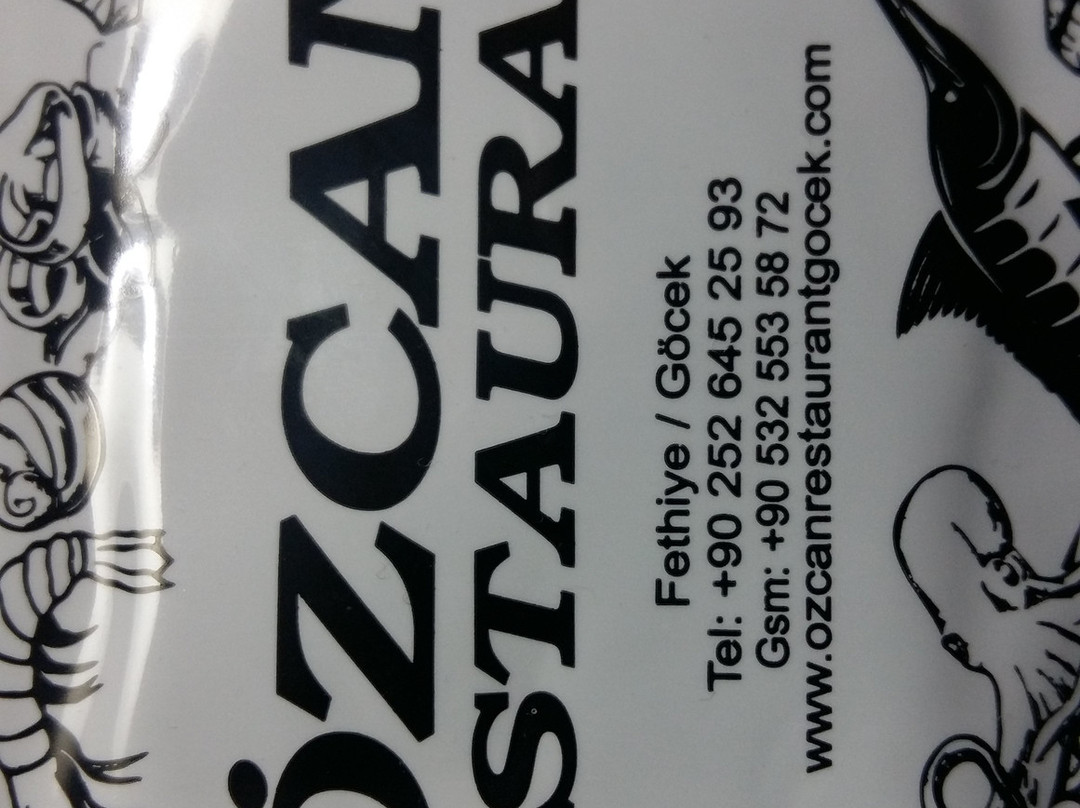 ÖZCAN
STAURA
Fethiye / Göcek
Tel: +90 252 645 25 93
Gsm: +90 532 553 58 72
www.ozcanrestaurantgocek.com